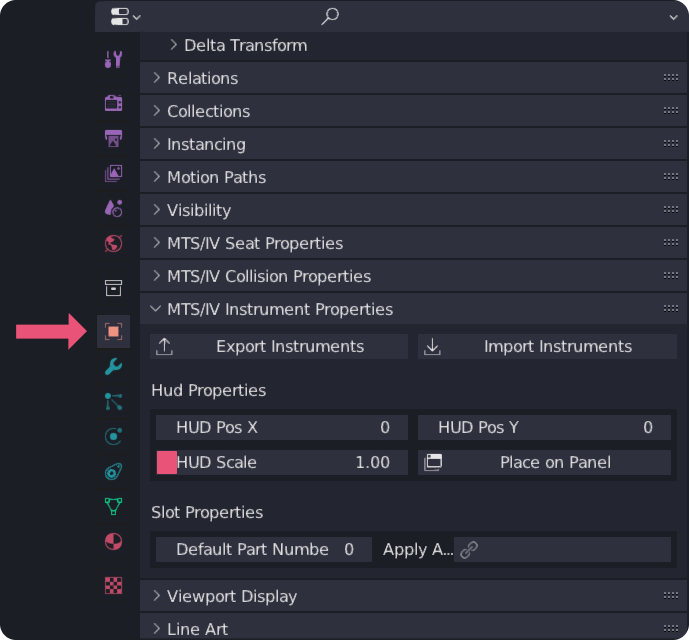 Delta Transform
Relations
Collections
Instancing
Motion Paths
Visibility
MTS/IV Seat Properties
MTS/IV Collision Properties
MTS/IV Instrument Properties
Export Instruments Import Instruments
Hud Properties
HUD Pos X 0 HUD Pos Y 0
HUD Scale 1.00 Place on Panel
Slot Properties
Default Part Numbe 0 Apply A...
Viewport Display
Line Art